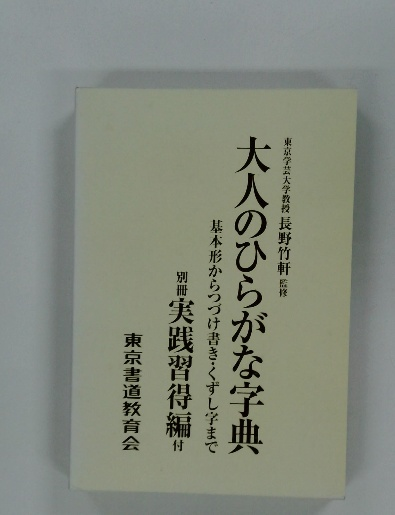 東京学芸大学教授 長野竹軒 監修
大人のひらがな字典
基本形からつづけ書き・くずし字まで
別冊 実践習得編 付
東京書道教育会